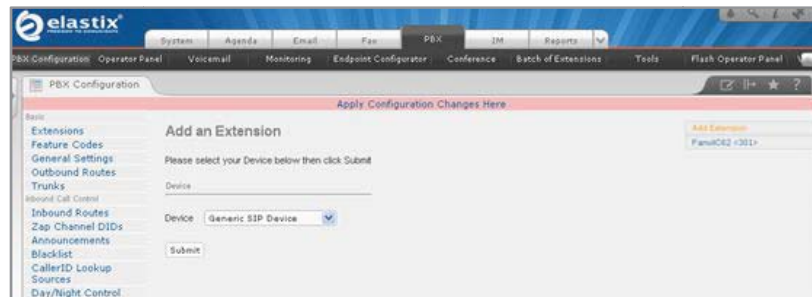 elastix
System Agenda Email Fax PBX IM Reports
PBX Configuration Operator Panel Voicemail Monitoring Endpoint Configurator Conference Batch of Extensions Tools Flash Operator Panel
PBX Configuration
Apply Configuration Changes Here
Basic
Extensions
Feature Codes
General Settings
Outbound Routes
Trunks
Inbound Call Control
Inbound Routes
Zap Channel DIDs
Announcements
Blacklist
CallerID Lookup
Sources
Day/Night Control
Add an Extension
Please select your Device below then click Submit
Device
Device Generic SIP Device
Submit
Add Extension
<301>